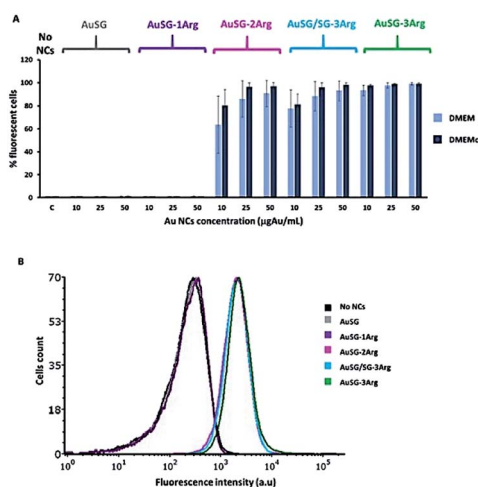 A
No NCs AuSG AuSG-1Arg AuSG-2Arg AuSG/SG-3Arg AuSG-3Arg
% fluorescent cells
120
100
80
60
40
20
0
C 10 25 50 10 25 50 10 25 50 10 25 50 10 25 50
Au NCs concentration (µgAu/mL)
DMEM
DMEMc
B
Cells count
70
53
35
18
0
10⁰ 10¹ 10² 10³ 10⁴ 10⁵
Fluorescence intensity (a.u)
No NCs
AuSG
AuSG-1Arg
AuSG-2Arg
AuSG/SG-3Arg
AuSG-3Arg